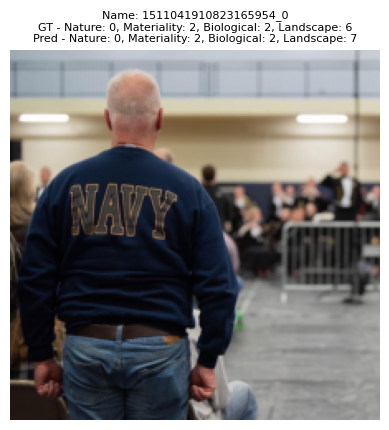 Name: 1511041910823165954_0
GT - Nature: 0, Materiality: 2, Biological: 2, Landscape: 6
Pred - Nature: 0, Materiality: 2, Biological: 2, Landscape: 7
NAVY